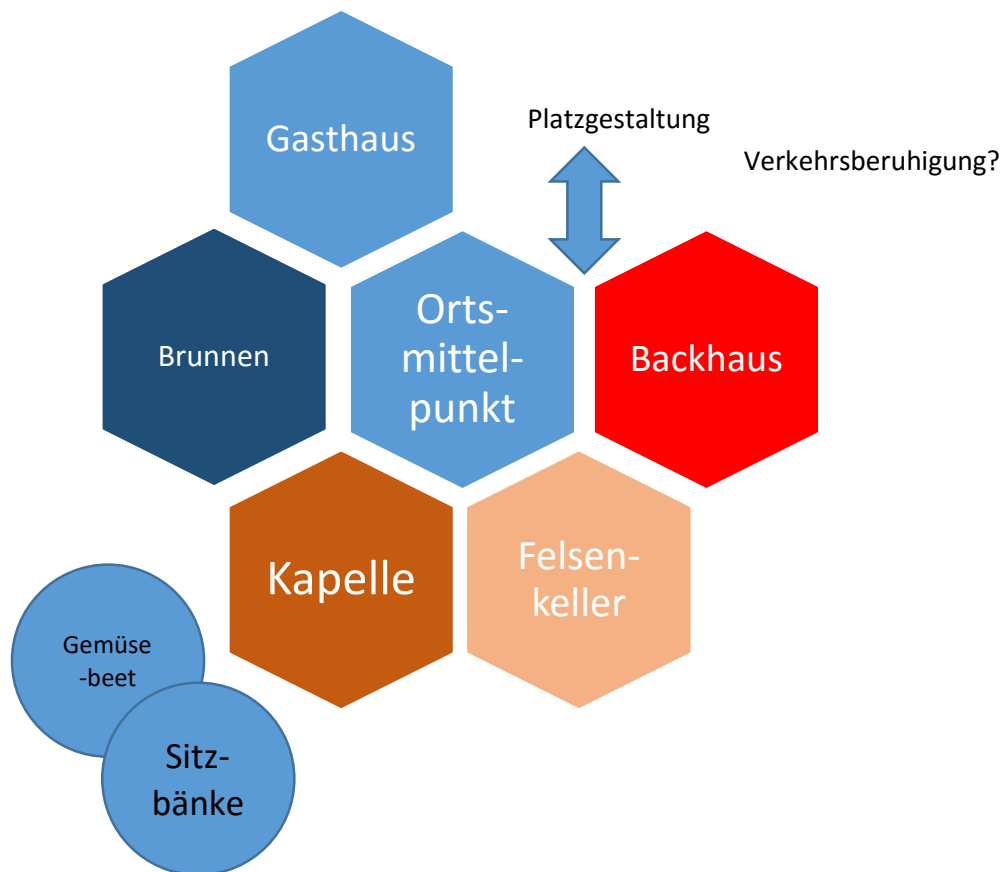 Gasthaus
Platzgestaltung
Verkehrsberuhigung?
Brunnen
Orts-
mittel-
punkt
Backhaus
Kapelle
Felsen-
keller
Gemüse
-beet
Sitz-
bänke